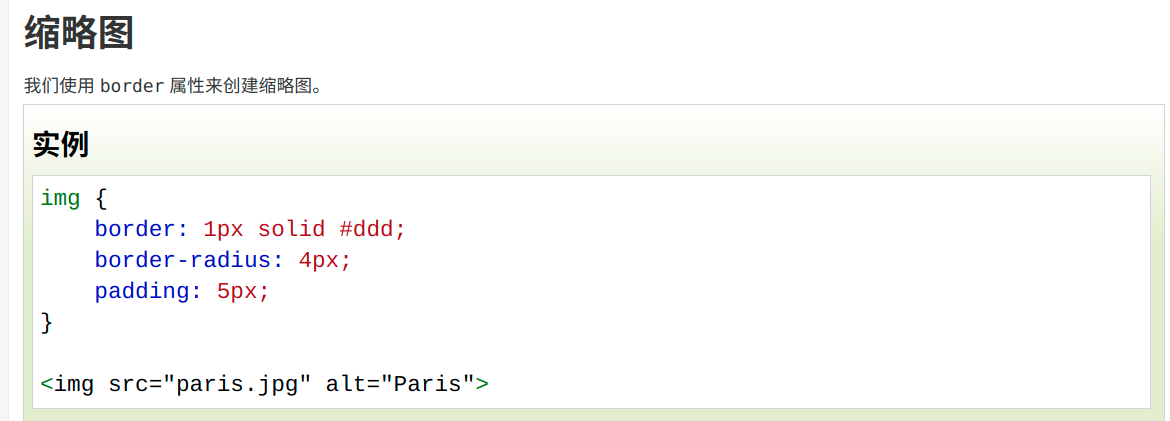 缩略图
我们使用 border 属性来创建缩略图。
实例
img {
    border: 1px solid #ddd;
    border-radius: 4px;
    padding: 5px;
}
<img src="paris.jpg" alt="Paris">